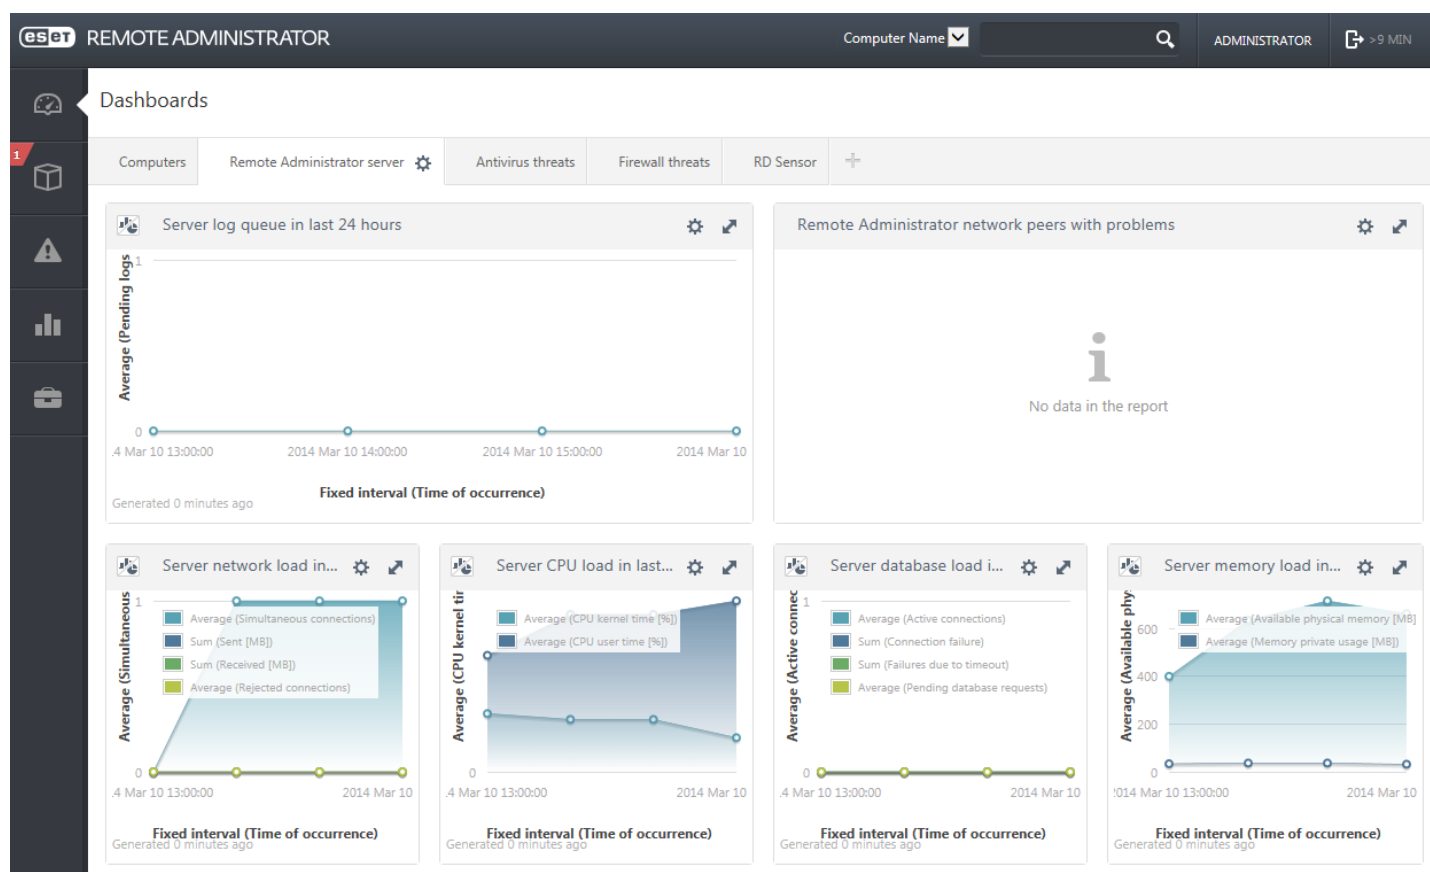 eset REMOTE ADMINISTRATOR
Computer Name
ADMINISTRATOR
>9 MIN
Dashboards
1
Computers
Remote Administrator server
Antivirus threats
Firewall threats
RD Sensor
Server log queue in last 24 hours
Average (Pending logs
1
0
.4 Mar 10 13:00:00
2014 Mar 10 14:00:00
2014 Mar 10 15:00:00
2014 Mar 10
Fixed interval (Time of occurrence)
Generated 0 minutes ago
Remote Administrator network peers with problems
No data in the report
Server network load in...
Average (Simultaneous
1
Average (Simultaneous connections)
Sum (Sent [MB])
Sum (Received [MB])
Average (Rejected connections)
0
.4 Mar 10 13:00:00
2014 Mar 10
Fixed interval (Time of occurrence)
Generated 0 minutes ago
Server CPU load in last...
Average (CPU kernel tir
Average (CPU kernel time [%])
Average (CPU user time [%])
0
.4 Mar 10 13:00:00
2014 Mar 10
Fixed interval (Time of occurrence)
Generated 0 minutes ago
Server database load i...
Average (Active connec
1
Average (Active connections)
Sum (Connection failure)
Sum (Failures due to timeout)
Average (Pending database requests)
0
.4 Mar 10 13:00:00
2014 Mar 10
Fixed interval (Time of occurrence)
Generated 0 minutes ago
Server memory load in...
Average (Available phy
600
400
200
0
Average (Available physical memory [MB]
Average (Memory private usage [MB])
2014 Mar 10 13:00:00
2014 Mar 10
Fixed interval (Time of occurrence)
Generated 0 minutes ago